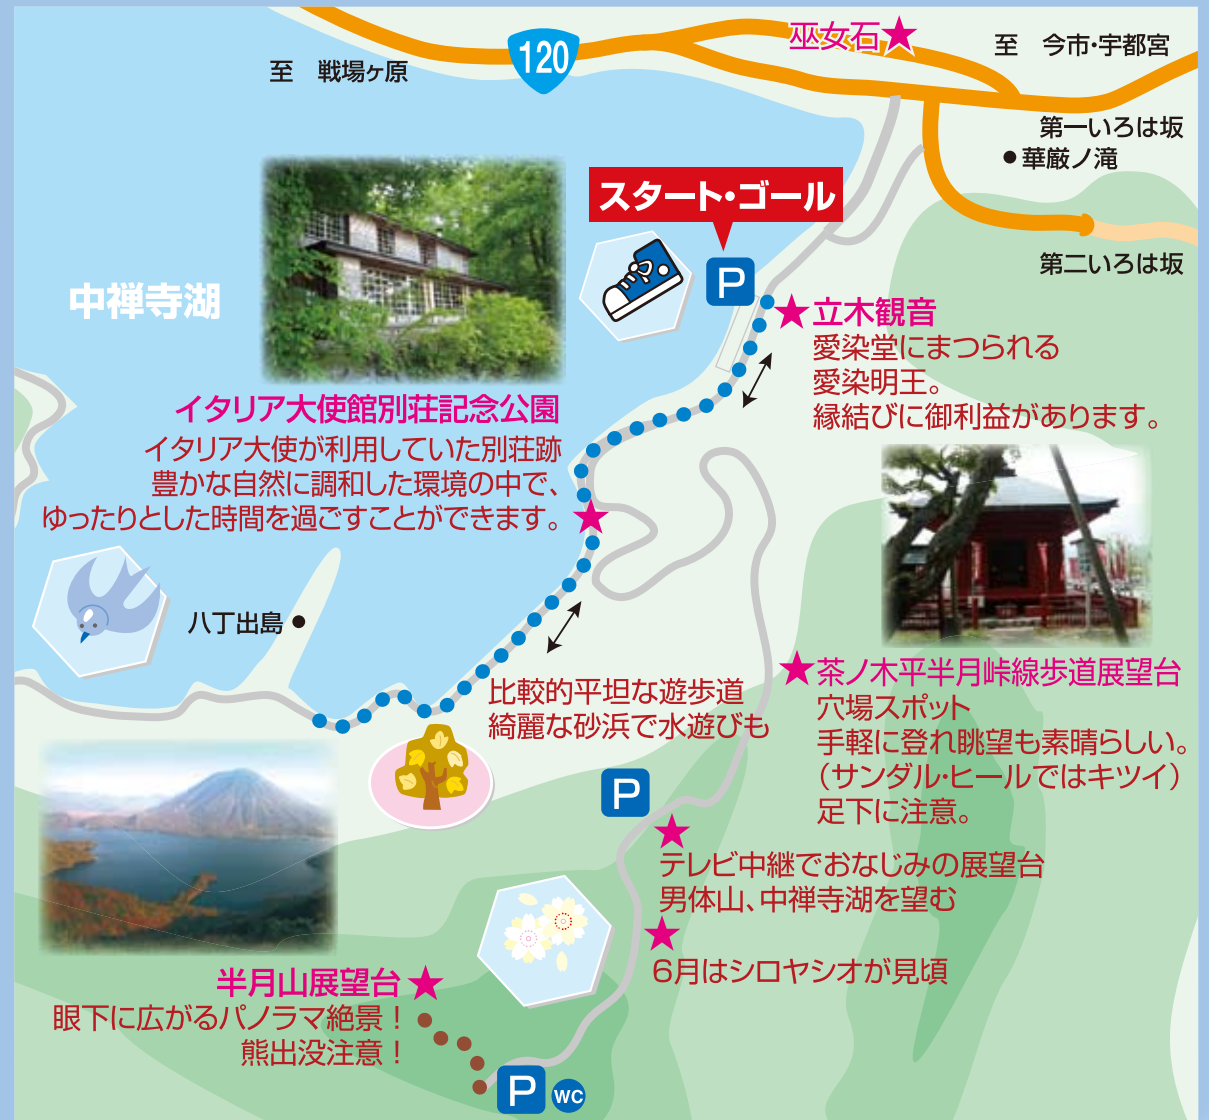 巫女石
至　今市・宇都宮
120
至　戦場ヶ原
第一いろは坂
華厳ノ滝
スタート・ゴール
P
第二いろは坂
中禅寺湖
立木観音
愛染堂にまつられる
愛染明王。
縁結びに御利益があります。
イタリア大使館別荘記念公園
イタリア大使が利用していた別荘跡
豊かな自然に調和した環境の中で、
ゆったりとした時間を過ごすことができます。
八丁出島
比較的平坦な遊歩道
綺麗な砂浜で水遊びも
茶ノ木平半月峠線歩道展望台
穴場スポット
手軽に登れ眺望も素晴らしい。
（サンダル・ヒールではキツイ）
足下に注意。
P
テレビ中継でおなじみの展望台
男体山、中禅寺湖を望む
6月はシロヤシオが見頃
半月山展望台
眼下に広がるパノラマ絶景！
熊出没注意！
P
WC